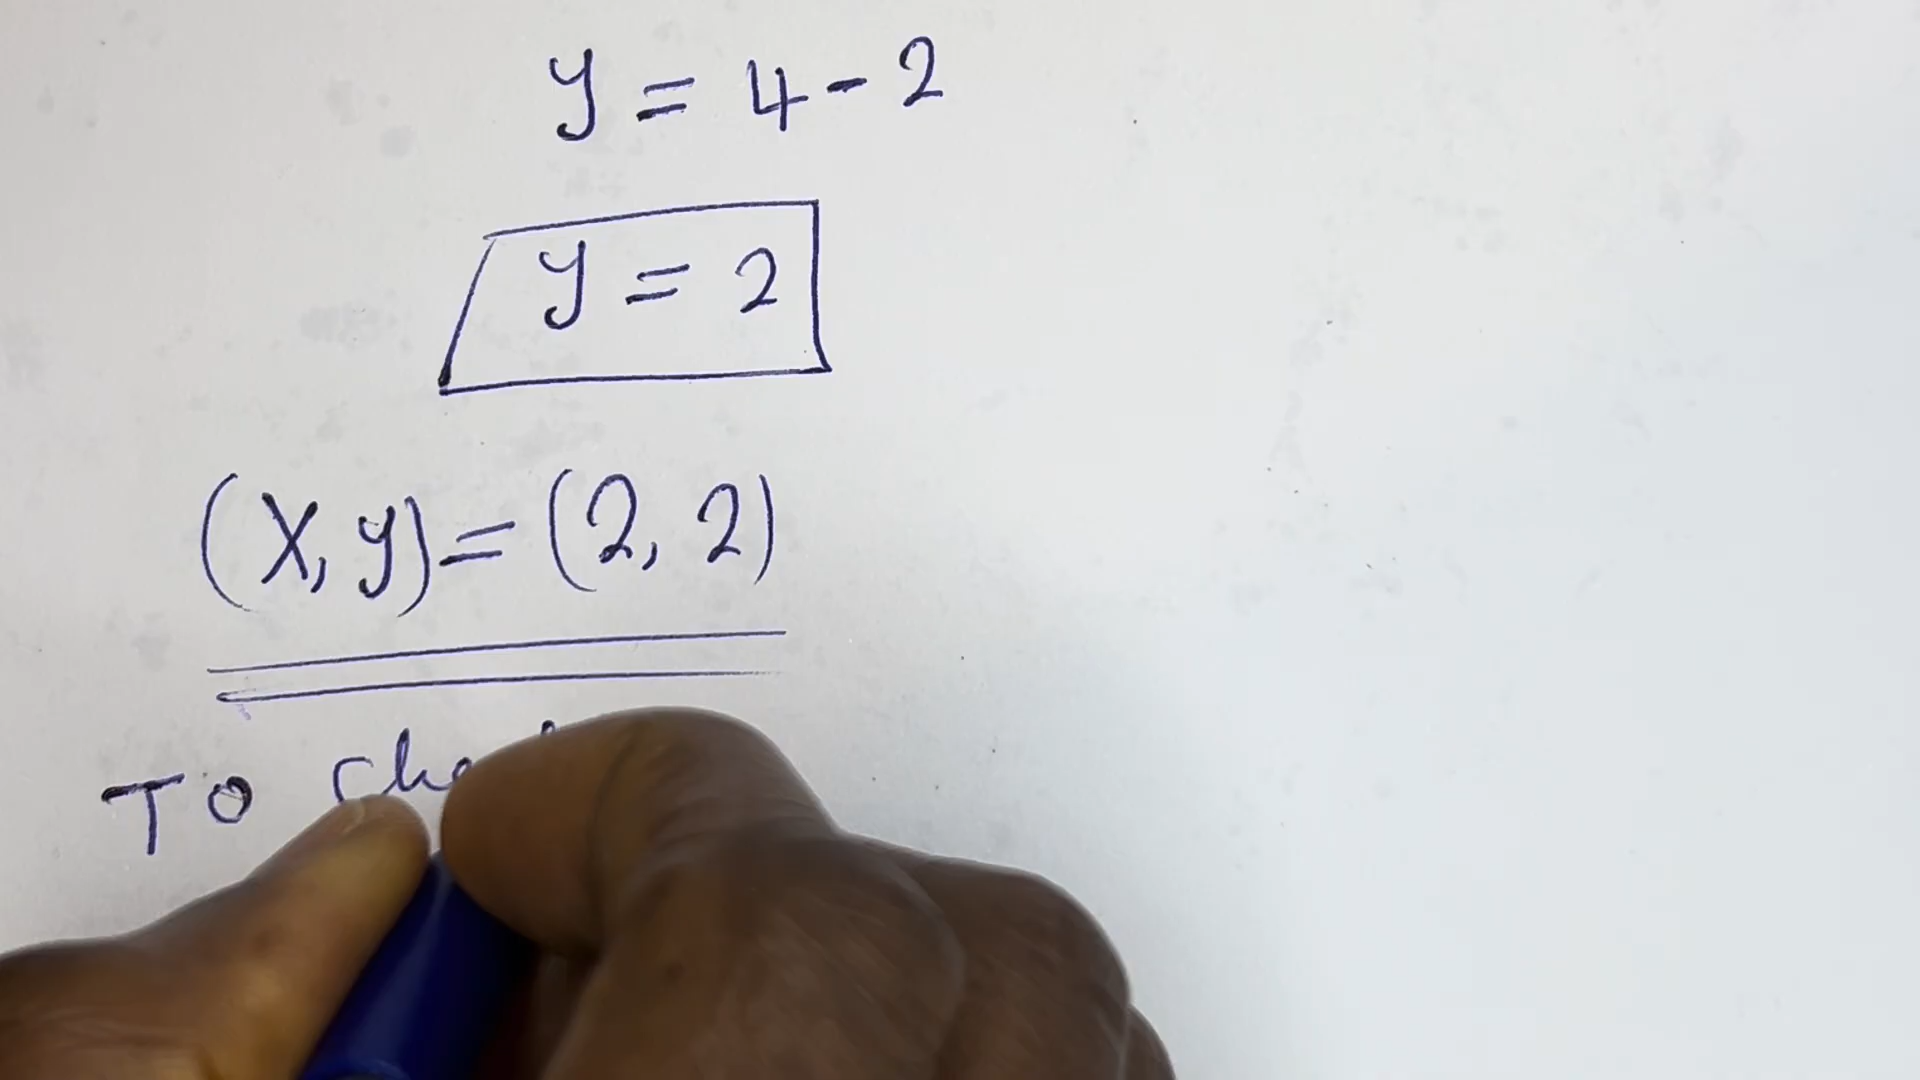 y = 4 - 2
y = 2
(x, y) = (2, 2)
To